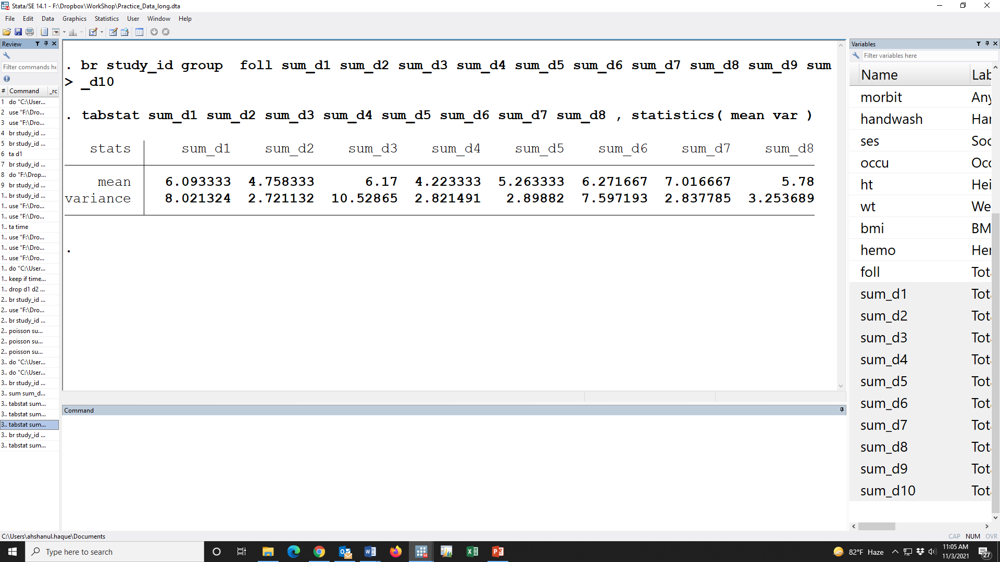 Stata/SE 14.1 - F:\Dropbox\WorkShop\Practice_Data_long.dta
File Edit Data Graphics Statistics User Window Help
Review
Filter commands he
# Command _rc
1 do "C:\User...
2 use "F:\Dro...
3 use "F:\Dro...
4 br study_id ...
5 br study_id ...
6 ta d1
7 br study_id ...
8 do "F:\Drop...
9 br study_id ...
1.. br study_id ...
1.. use "F:\Dro...
1.. use "F:\Dro...
1.. ta time
1.. use "F:\Dro...
1.. use "F:\Dro...
1.. use "F:\Dro...
1.. do "C:\User...
1.. keep if time...
1.. drop d1 d2 ...
2.. br study_id ...
2.. use "F:\Dro...
2.. br study_id ...
2.. poisson su...
2.. poisson su...
2.. poisson su...
3.. do "C:\User...
3.. do "C:\User...
3.. br study_id ...
3.. sum sum_d...
3.. tabstat sum...
3.. tabstat sum...
3.. tabstat sum...
3.. br study_id ...
3.. tabstat sum...
. br study_id group  foll sum_d1 sum_d2 sum_d3 sum_d4 sum_d5 sum_d6 sum_d7 sum_d8 sum_d9 sum
> _d10
. tabstat sum_d1 sum_d2 sum_d3 sum_d4 sum_d5 sum_d6 sum_d7 sum_d8 , statistics( mean var )
stats sum_d1 sum_d2 sum_d3 sum_d4 sum_d5 sum_d6 sum_d7 sum_d8
mean 6.093333 4.758333 6.17 4.223333 5.263333 6.271667 7.016667 5.78
variance 8.021324 2.721132 10.52865 2.821491 2.89882 7.597193 2.837785 3.253689
.
Command
Variables
Filter variables here
Name Lab
morbit Any
handwash Har
ses Soc
occu Occ
ht Hei
wt We
bmi BM
hemo Her
foll Tot
sum_d1 Tot
sum_d2 Tot
sum_d3 Tot
sum_d4 Tot
sum_d5 Tot
sum_d6 Tot
sum_d7 Tot
sum_d8 Tot
sum_d9 Tot
sum_d10 Tot
C:\Users\ahshanul.haque\Documents
CAP NUM OVR
Type here to search
14
82°F Haze
11:05 AM
11/3/2021
27